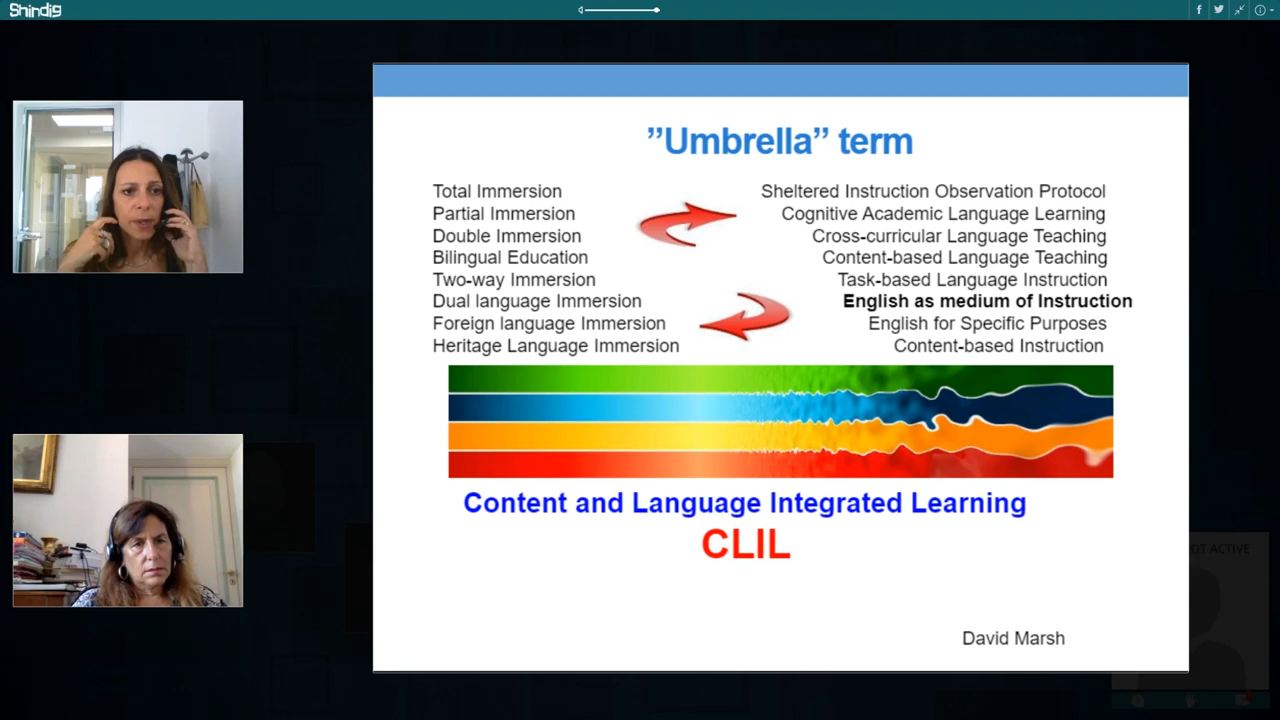 Shindig
”Umbrella” term
Total Immersion
Partial Immersion
Double Immersion
Bilingual Education
Two-way Immersion
Dual language Immersion
Foreign language Immersion
Heritage Language Immersion
Sheltered Instruction Observation Protocol
Cognitive Academic Language Learning
Cross-curricular Language Teaching
Content-based Language Teaching
Task-based Language Instruction
English as medium of Instruction
English for Specific Purposes
Content-based Instruction
Content and Language Integrated Learning
CLIL
David Marsh
OT ACTIVE